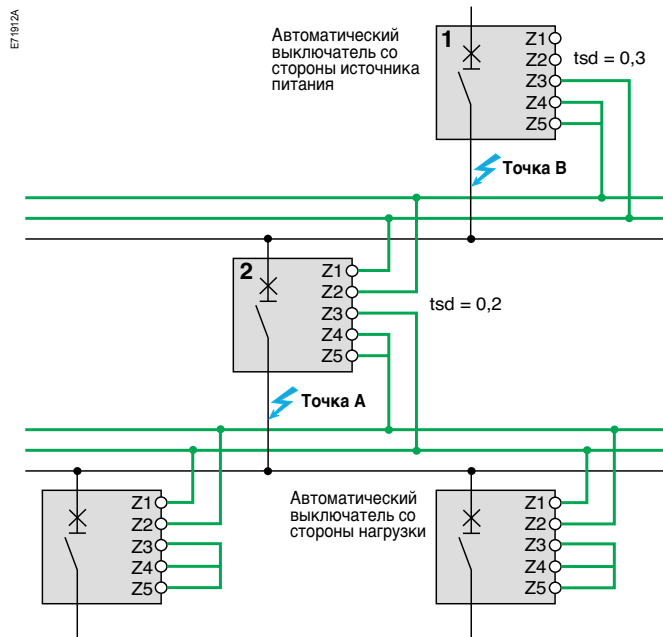 E71912A
Автоматический
выключатель со
стороны источника
питания
1
Z1
Z2
Z3
Z4
Z5
tsd = 0,3
Точка B
2
Z1
Z2
Z3
Z4
Z5
tsd = 0,2
Точка A
Z1
Z2
Z3
Z4
Z5
Автоматический
выключатель со
стороны нагрузки
Z1
Z2
Z3
Z4
Z5